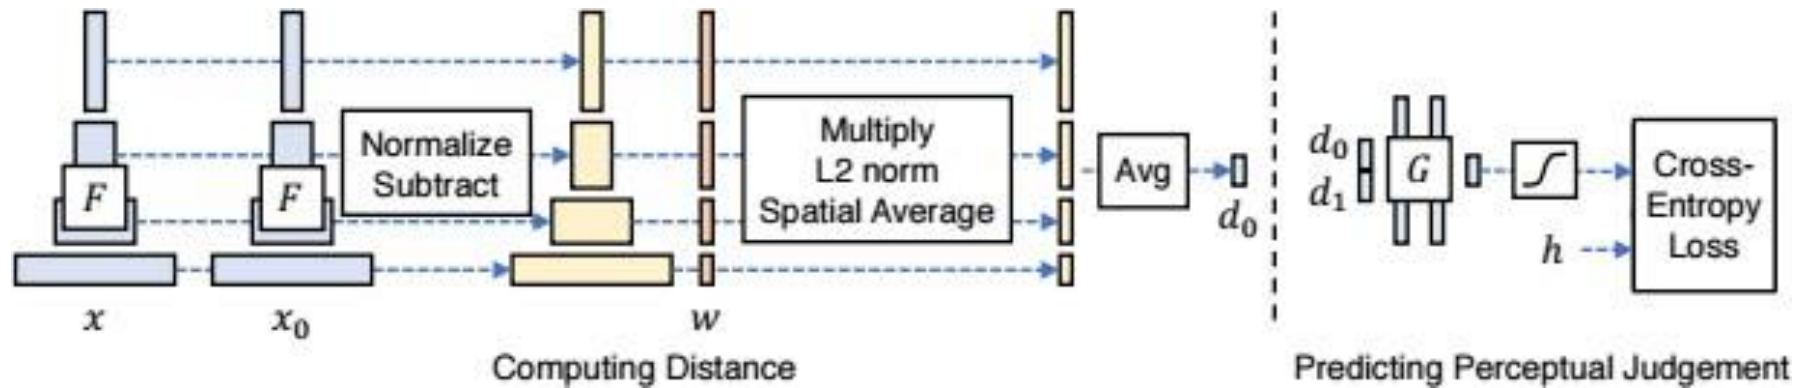 F
F
Normalize
Subtract
Multiply
L2 norm
Spatial Average
Avg
d₀
x
x₀
w
Computing Distance
d₀
d₁
G
h
Cross-
Entropy
Loss
Predicting Perceptual Judgement